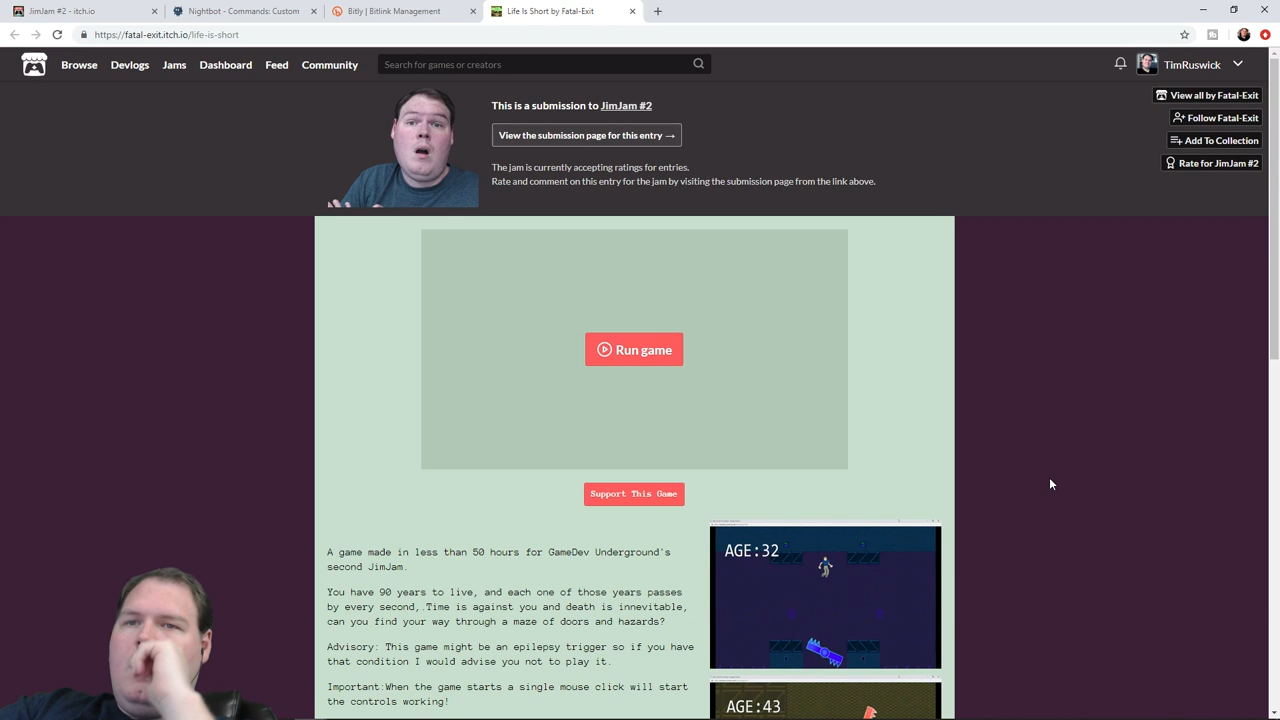 JimJam #2 - itch.io
Nightbot - Commands: Custom
Bitly | Bitlink Management
Life Is Short by Fatal-Exit
https://fatal-exit.itch.io/life-is-short
Browse
Devlogs
Jams
Dashboard
Feed
Community
Search for games or creators
TimRuswick
This is a submission to JimJam #2
View the submission page for this entry →
The jam is currently accepting ratings for entries.
Rate and comment on this entry for the jam by visiting the submission page from the link above.
View all by Fatal-Exit
Follow Fatal-Exit
Add To Collection
Rate for JimJam #2
Run game
Support This Game
A game made in less than 50 hours for GameDev Underground's
second JimJam.
You have 90 years to live, and each one of those years passes
by every second,.Time is against you and death is innevitable,
can you find your way through a maze of doors and hazards?
Advisory: This game might be an epilepsy trigger so if you have
that condition I would advise you not to play it.
Important:When the game starts a single mouse click will start
the controls working!
AGE:32
AGE:43